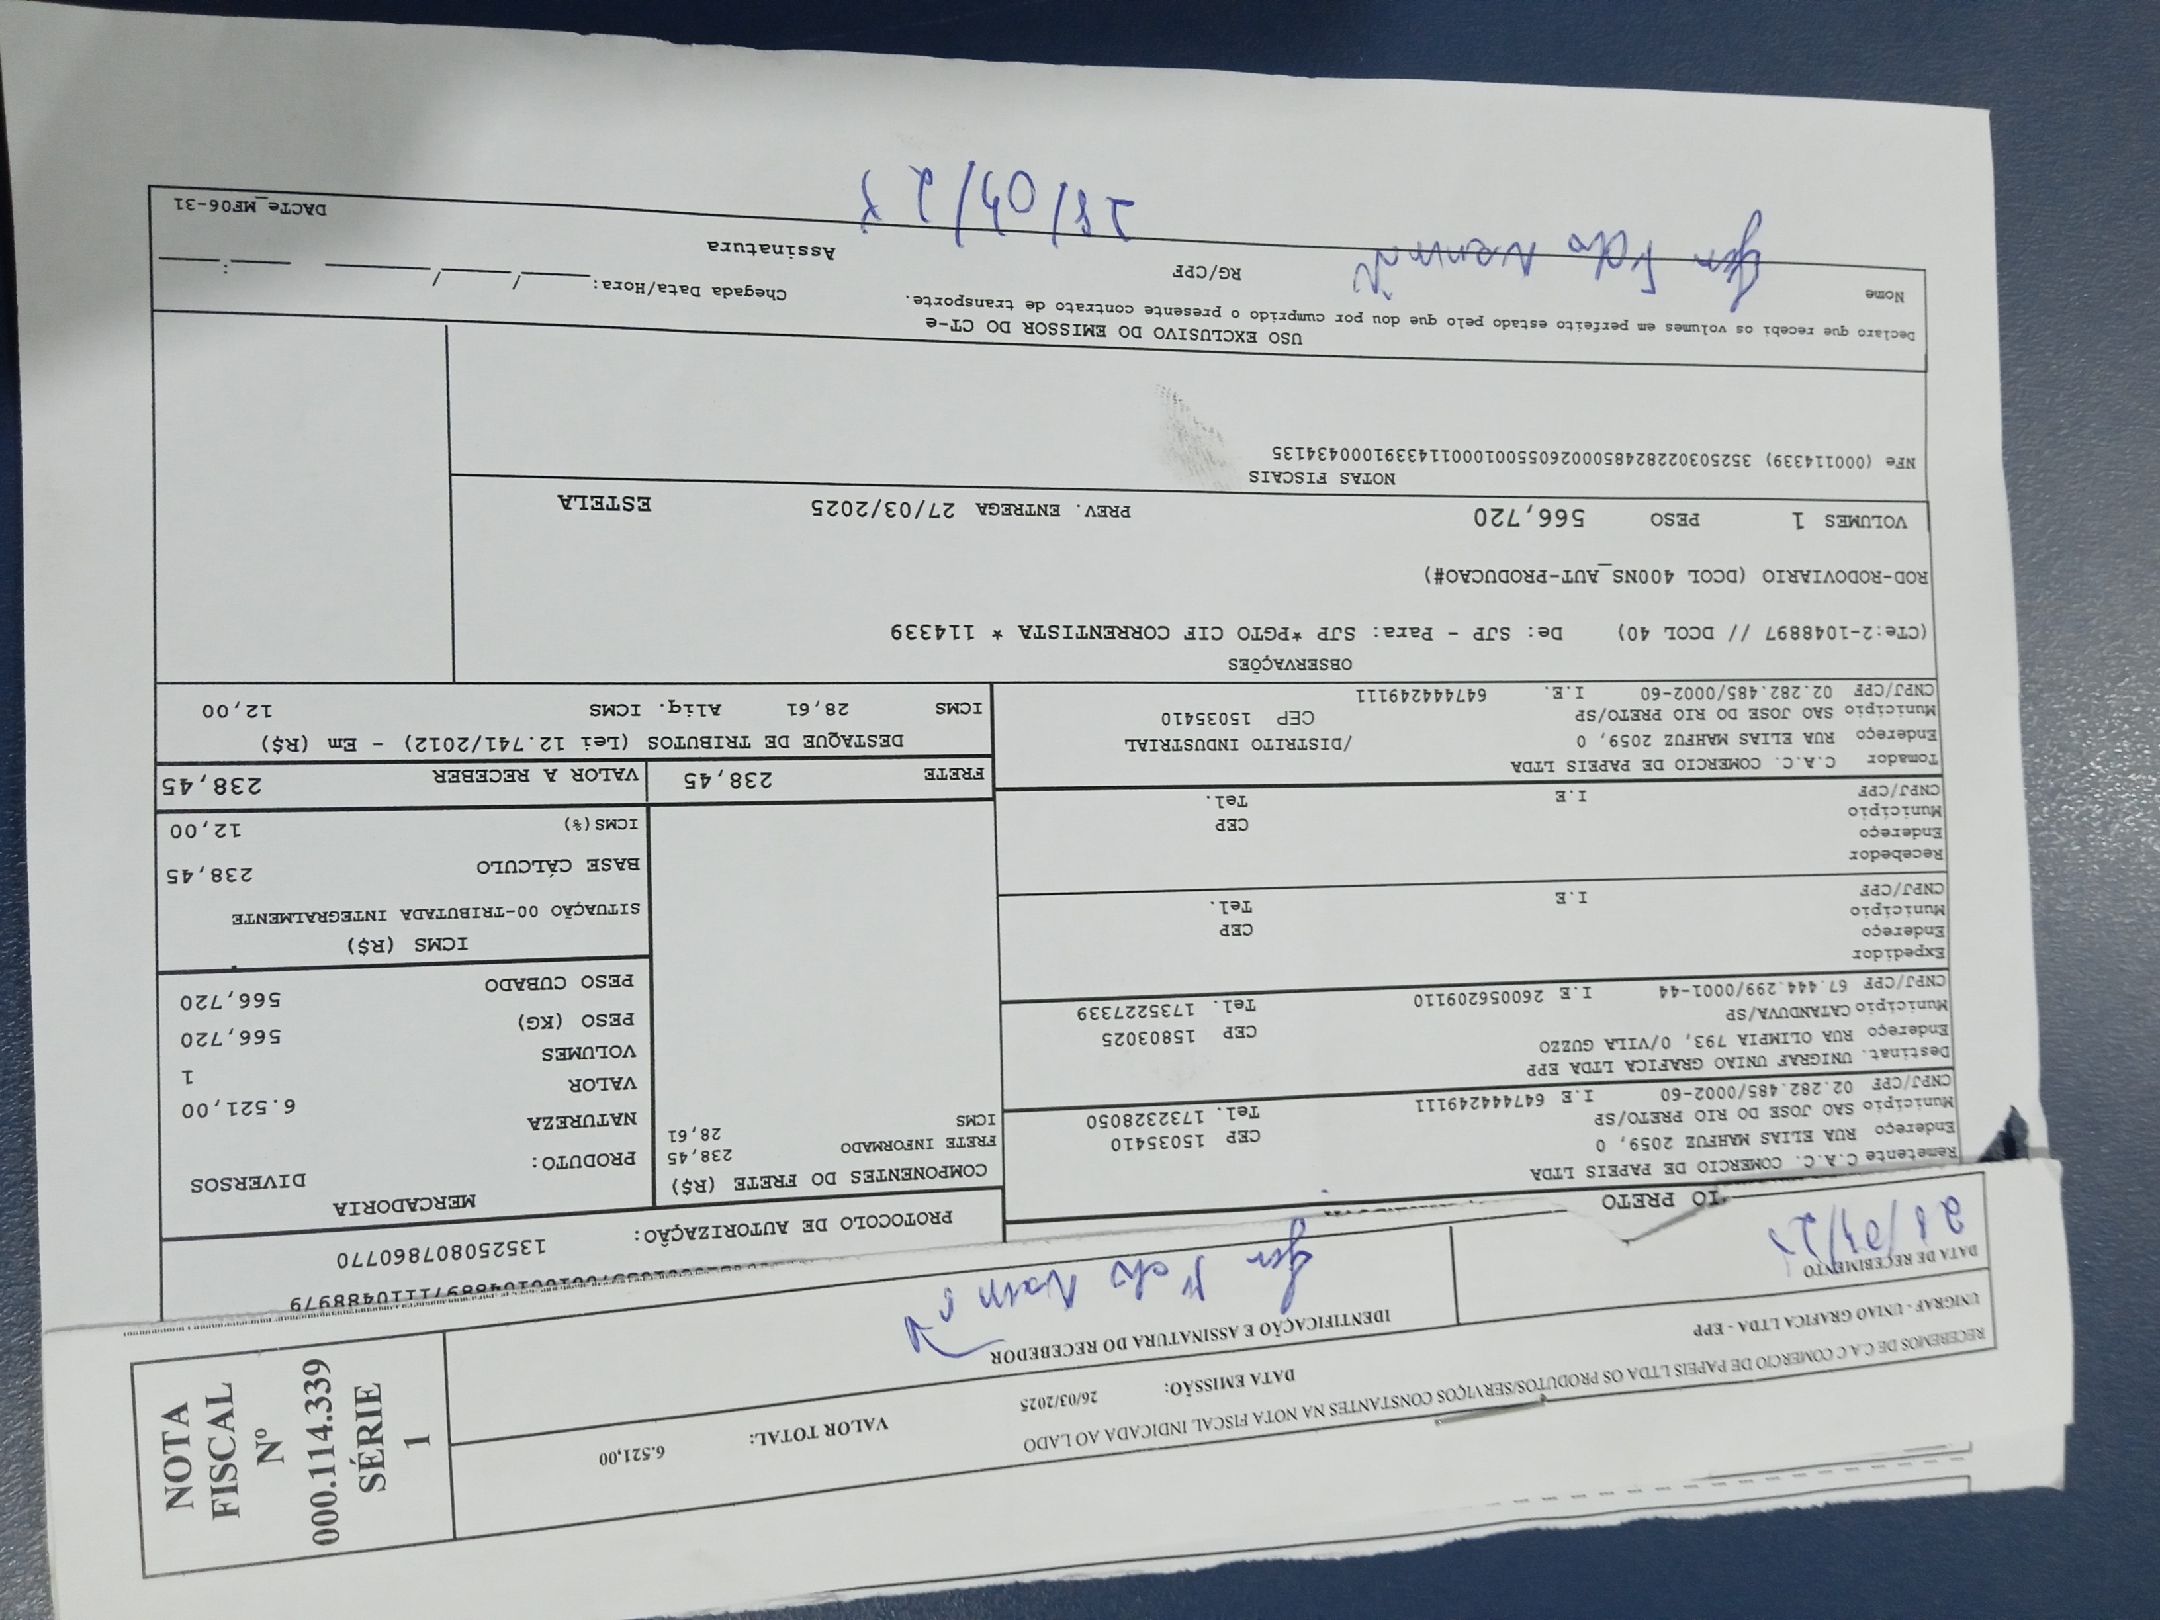 RECEBEMOS DE C.A.C COMERCIO DE PAPEIS LTDA OS PRODUTOS/SERVIÇOS CONSTANTES NA NOTA FISCAL INDICADA AO LADO
UNIGRAF - UNIAO GRAFICA LTDA - EPP
DATA EMISSÃO: 26/03/2025
VALOR TOTAL: 6.521,00
DATA DE RECEBIMENTO
IDENTIFICAÇÃO E ASSINATURA DO RECEBEDOR
NOTA
FISCAL
Nº
000.114.339
SÉRIE
1
PROTOCOLO DE AUTORIZAÇÃO: 135250807860770
IO PRETO
Remetente C.A.C. COMERCIO DE PAPEIS LTDA
Endereço RUA ELIAS MAHFUZ 2059, 0 CEP 15035410
Município SAO JOSE DO RIO PRETO/SP Tel. 1732328050
CNPJ/CPF 02.282.485/0002-60 I.E 647444249111
Destinat. UNIGRAF UNIAO GRAFICA LTDA EPP
Endereço RUA OLIMPIA 793, 0/VILA GUZZO CEP 15803025
Município CATANDUVA/SP Tel. 1735227339
CNPJ/CPF 67.444.299/0001-44 I.E 260056209110
Expedidor
Endereço
Município CEP
CNPJ/CPF I.E Tel.
Recebedor
Endereço
Município CEP
CNPJ/CPF I.E Tel.
Tomador C.A.C. COMERCIO DE PAPEIS LTDA
Endereço RUA ELIAS MAHFUZ 2059, 0 /DISTRITO INDUSTRIAL
Município SAO JOSE DO RIO PRETO/SP CEP 15035410
CNPJ/CPF 02.282.485/0002-60 I.E. 647444249111
COMPONENTES DO FRETE (R$)
FRETE INFORMADO 238,45
ICMS 28,61
MERCADORIA
PRODUTO: DIVERSOS
NATUREZA
VALOR 6.521,00
VOLUMES 1
PESO (KG) 566,720
PESO CUBADO 566,720
ICMS (R$)
SITUAÇÃO 00-TRIBUTADA INTEGRALMENTE
BASE CÁLCULO 238,45
ICMS(%) 12,00
FRETE 238,45 VALOR A RECEBER 238,45
DESTAQUE DE TRIBUTOS (Lei 12.741/2012) - Em (R$)
ICMS 28,61 Aliq. ICMS 12,00
OBSERVAÇÕES
(CTe:2-1048897 // DCOL 40) De: SJP - Para: SJP *PGTO CIF CORRENTISTA * 114339
ROD-RODOVIARIO (DCOL 400NS_AUT-PRODUCAO#)
VOLUMES 1 PESO 566,720 PREV. ENTREGA 27/03/2025 ESTELA
NOTAS FISCAIS
NFe (000114339) 35250302282485000260550010001143391000434135
USO EXCLUSIVO DO EMISSOR DO CT-e
Declaro que recebi os volumes em perfeito estado pelo que dou por cumprido o presente contrato de transporte.
Chegada Data/Hora: ____/____/______ ____:____
Nome RG/CPF Assinatura
28/03/25
DACTe_MF06-31